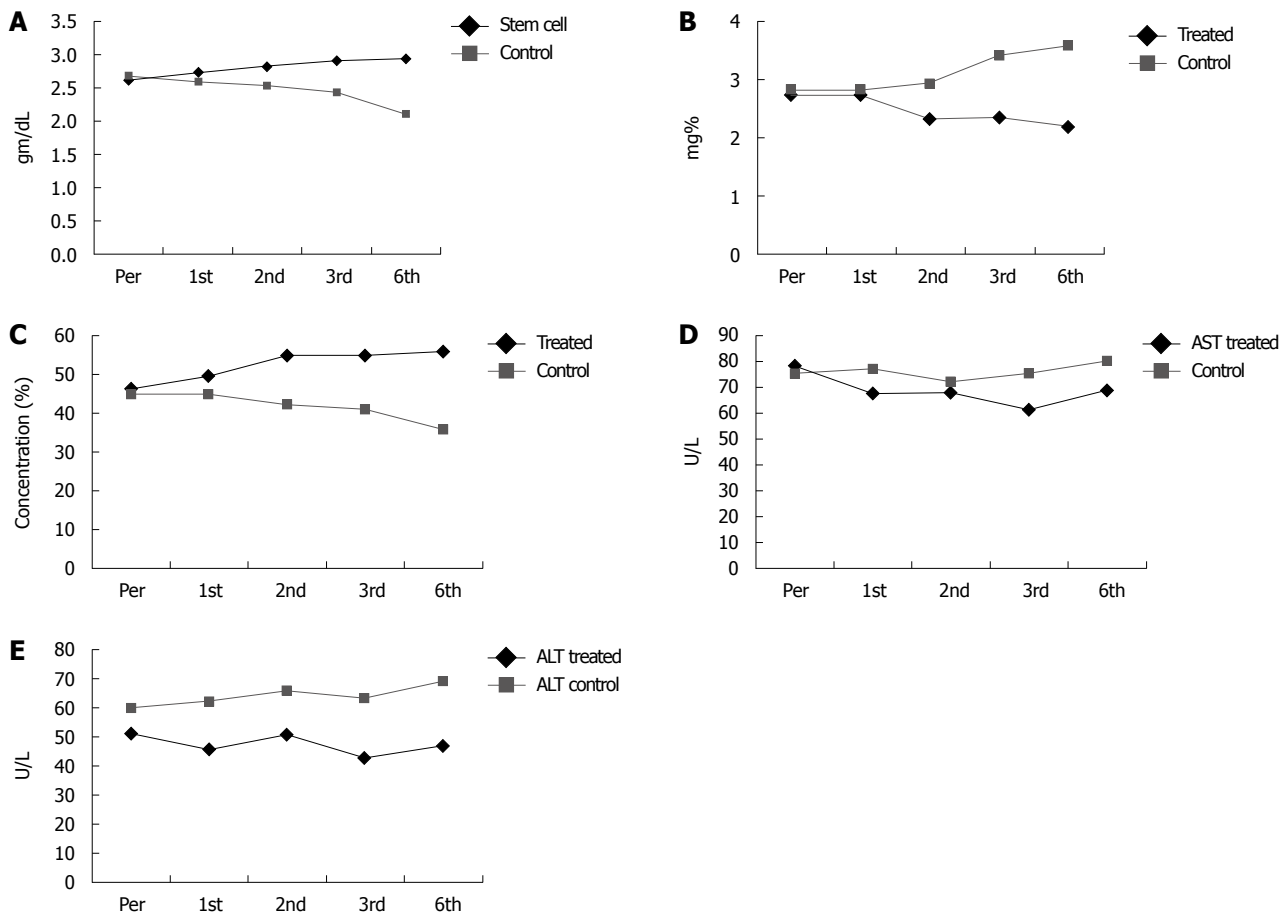 A
3.5
3.0
2.5
2.0
1.5
1.0
0.5
0.0
gm/dL
Per 1st 2nd 3rd 6th
Stem cell
Control
B
4
3
2
1
0
mg%
Per 1st 2nd 3rd 6th
Treated
Control
C
60
50
40
30
20
10
0
Concentration (%)
Per 1st 2nd 3rd 6th
Treated
Control
D
90
80
70
60
50
40
30
20
10
0
U/L
Per 1st 2nd 3rd 6th
AST treated
Control
E
80
70
60
50
40
30
20
10
0
U/L
Per 1st 2nd 3rd 6th
ALT treated
ALT control